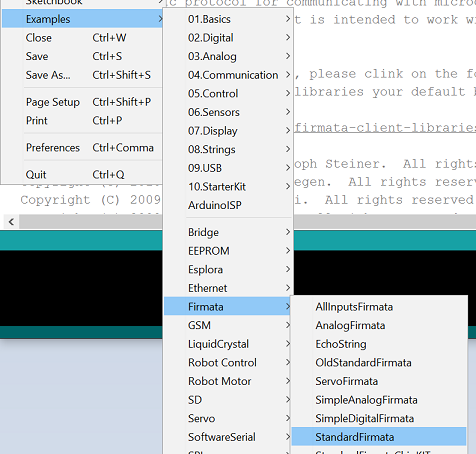 Sketchbook
Examples
Close Ctrl+W
Save Ctrl+S
Save As... Ctrl+Shift+S
Page Setup Ctrl+Shift+P
Print Ctrl+P
Preferences Ctrl+Comma
Quit Ctrl+Q
01.Basics
02.Digital
03.Analog
04.Communication
05.Control
06.Sensors
07.Display
08.Strings
09.USB
10.StarterKit
ArduinoISP
Bridge
EEPROM
Esplora
Ethernet
Firmata
GSM
LiquidCrystal
Robot Control
Robot Motor
SD
Servo
SoftwareSerial
AllInputsFirmata
AnalogFirmata
EchoString
OldStandardFirmata
ServoFirmata
SimpleAnalogFirmata
SimpleDigitalFirmata
StandardFirmata
c protocol for communicating with microc
t is intended to work wi
, please clink on the fo
libraries your default b
firmata-client-libraries
oph Steiner. All rights
egen. All rights reserv
Copyright (C) 2009 i. All rights reserved